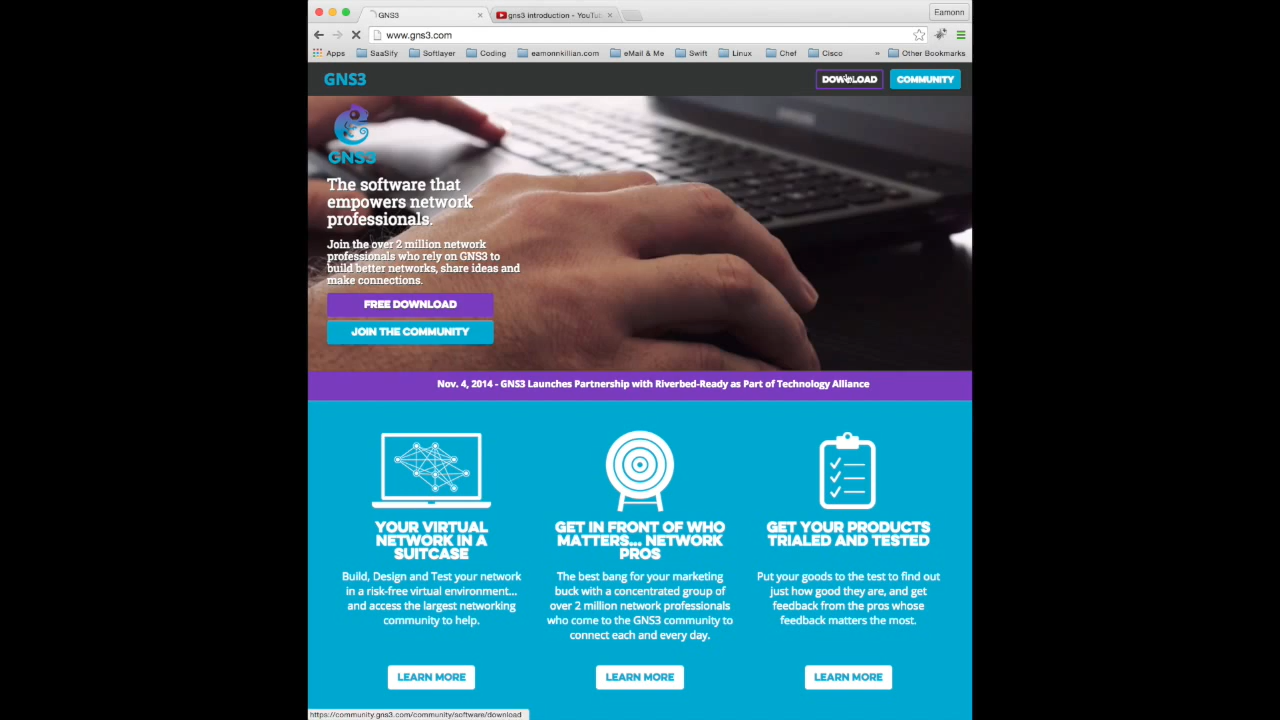 GNS3
gns3 introduction - YouTu
Eamonn
www.gns3.com
Apps
SaaSify
Softlayer
Coding
eamonnkillian.com
eMail & Me
Swift
Linux
Chef
Cisco
»
Other Bookmarks
GNS3
DOWNLOAD
COMMUNITY
GNS3
The software that
empowers network
professionals.
Join the over 2 million network
professionals who rely on GNS3 to
build better networks, share ideas and
make connections.
FREE DOWNLOAD
JOIN THE COMMUNITY
Nov. 4, 2014 - GNS3 Launches Partnership with Riverbed-Ready as Part of Technology Alliance
YOUR VIRTUAL
NETWORK IN A
SUITCASE
Build, Design and Test your network
in a risk-free virtual environment...
and access the largest networking
community to help.
LEARN MORE
GET IN FRONT OF WHO
MATTERS... NETWORK
PROS
The best bang for your marketing
buck with a concentrated group of
over 2 million network professionals
who come to the GNS3 community to
connect each and every day.
LEARN MORE
GET YOUR PRODUCTS
TRIALED AND TESTED
Put your goods to the test to find out
just how good they are, and get
feedback from the pros whose
feedback matters the most.
LEARN MORE
https://community.gns3.com/community/software/download